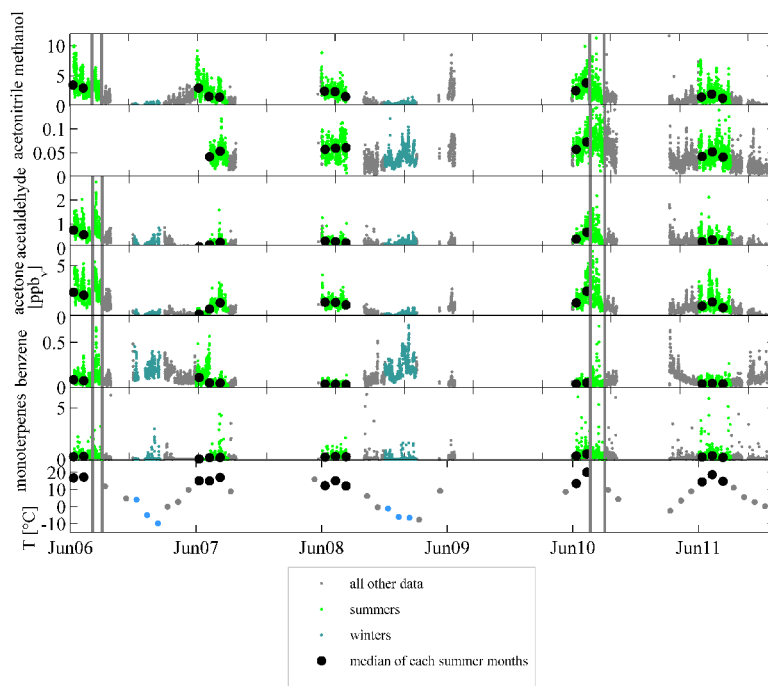 methanol
10
5
0
acetonitrile
0.1
0.05
0
acetaldehyde
2
1
0
acetone
[ppbv]
5
0
benzene
0.5
0
monoterpenes
5
0
T [°C]
20
10
0
-10
Jun06 Jun07 Jun08 Jun09 Jun10 Jun11
all other data
summers
winters
median of each summer months